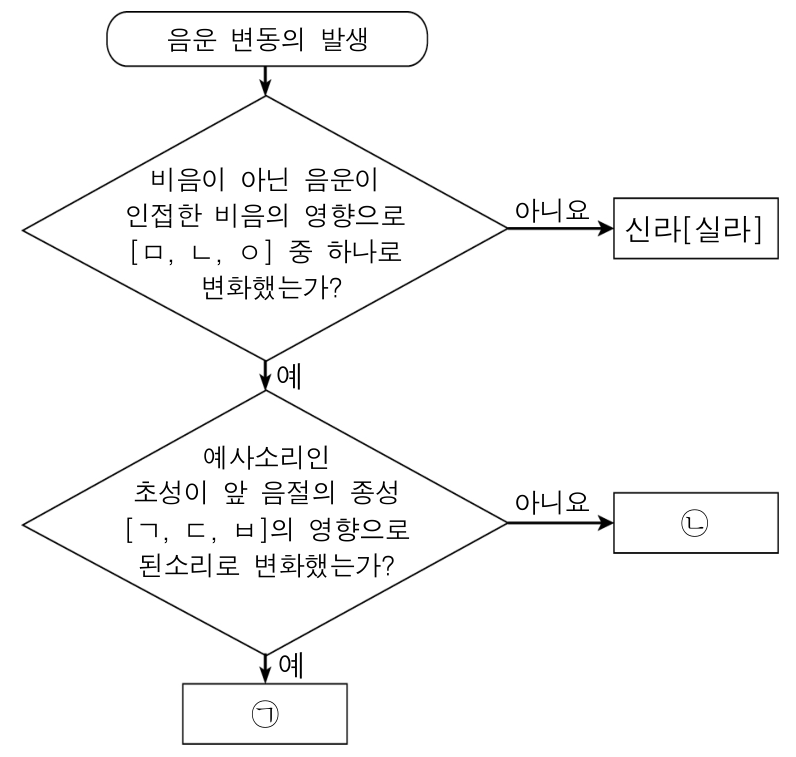 음운 변동의 발생
비음이 아닌 음운이
인접한 비음의 영향으로
[ㅁ, ㄴ, ㅇ] 중 하나로
변화했는가?
아니요
신라[실라]
예
예사소리인
초성이 앞 음절의 종성
[ㄱ, ㄷ, ㅂ]의 영향으로
된소리로 변화했는가?
아니요
㉡
예
㉠